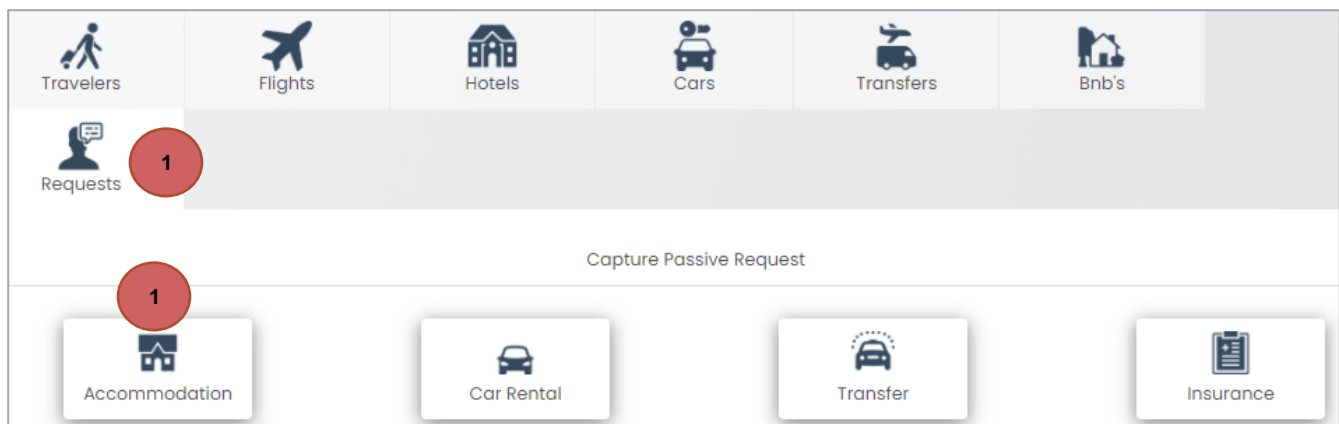 Travelers Flights Hotels Cars Transfers Bnb's
1
Requests
Capture Passive Request
1
Accommodation Car Rental Transfer Insurance